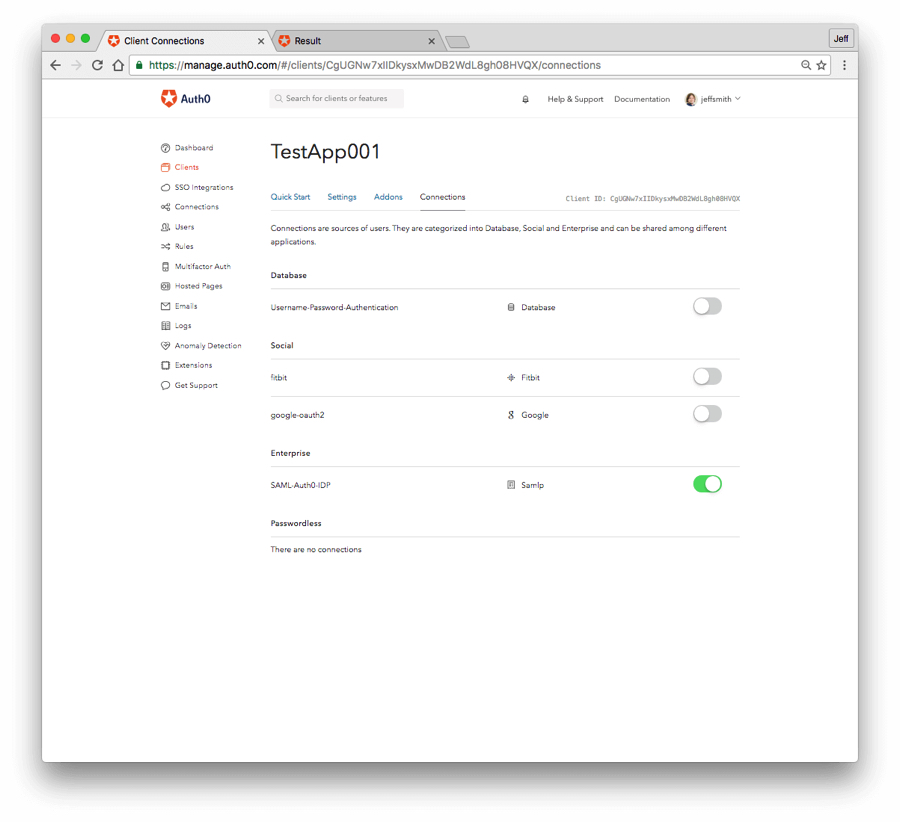 Client Connections
Result
Jeff
https://manage.auth0.com/#/clients/CgUGNw7xIIDkysxMwDB2WdL8gh08HVQX/connections
Auth0
Search for clients or features
Help & Support
Documentation
jeffsmith
Dashboard
Clients
SSO Integrations
Connections
Users
Rules
Multifactor Auth
Hosted Pages
Emails
Logs
Anomaly Detection
Extensions
Get Support
TestApp001
Quick Start
Settings
Addons
Connections
Client ID: CgUGNw7xIIDkysxMwDB2WdL8gh08HVQX
Connections are sources of users. They are categorized into Database, Social and Enterprise and can be shared among different
applications.
Database
Username-Password-Authentication
Database
Social
fitbit
Fitbit
google-oauth2
Google
Enterprise
SAML-Auth0-IDP
Samlp
Passwordless
There are no connections